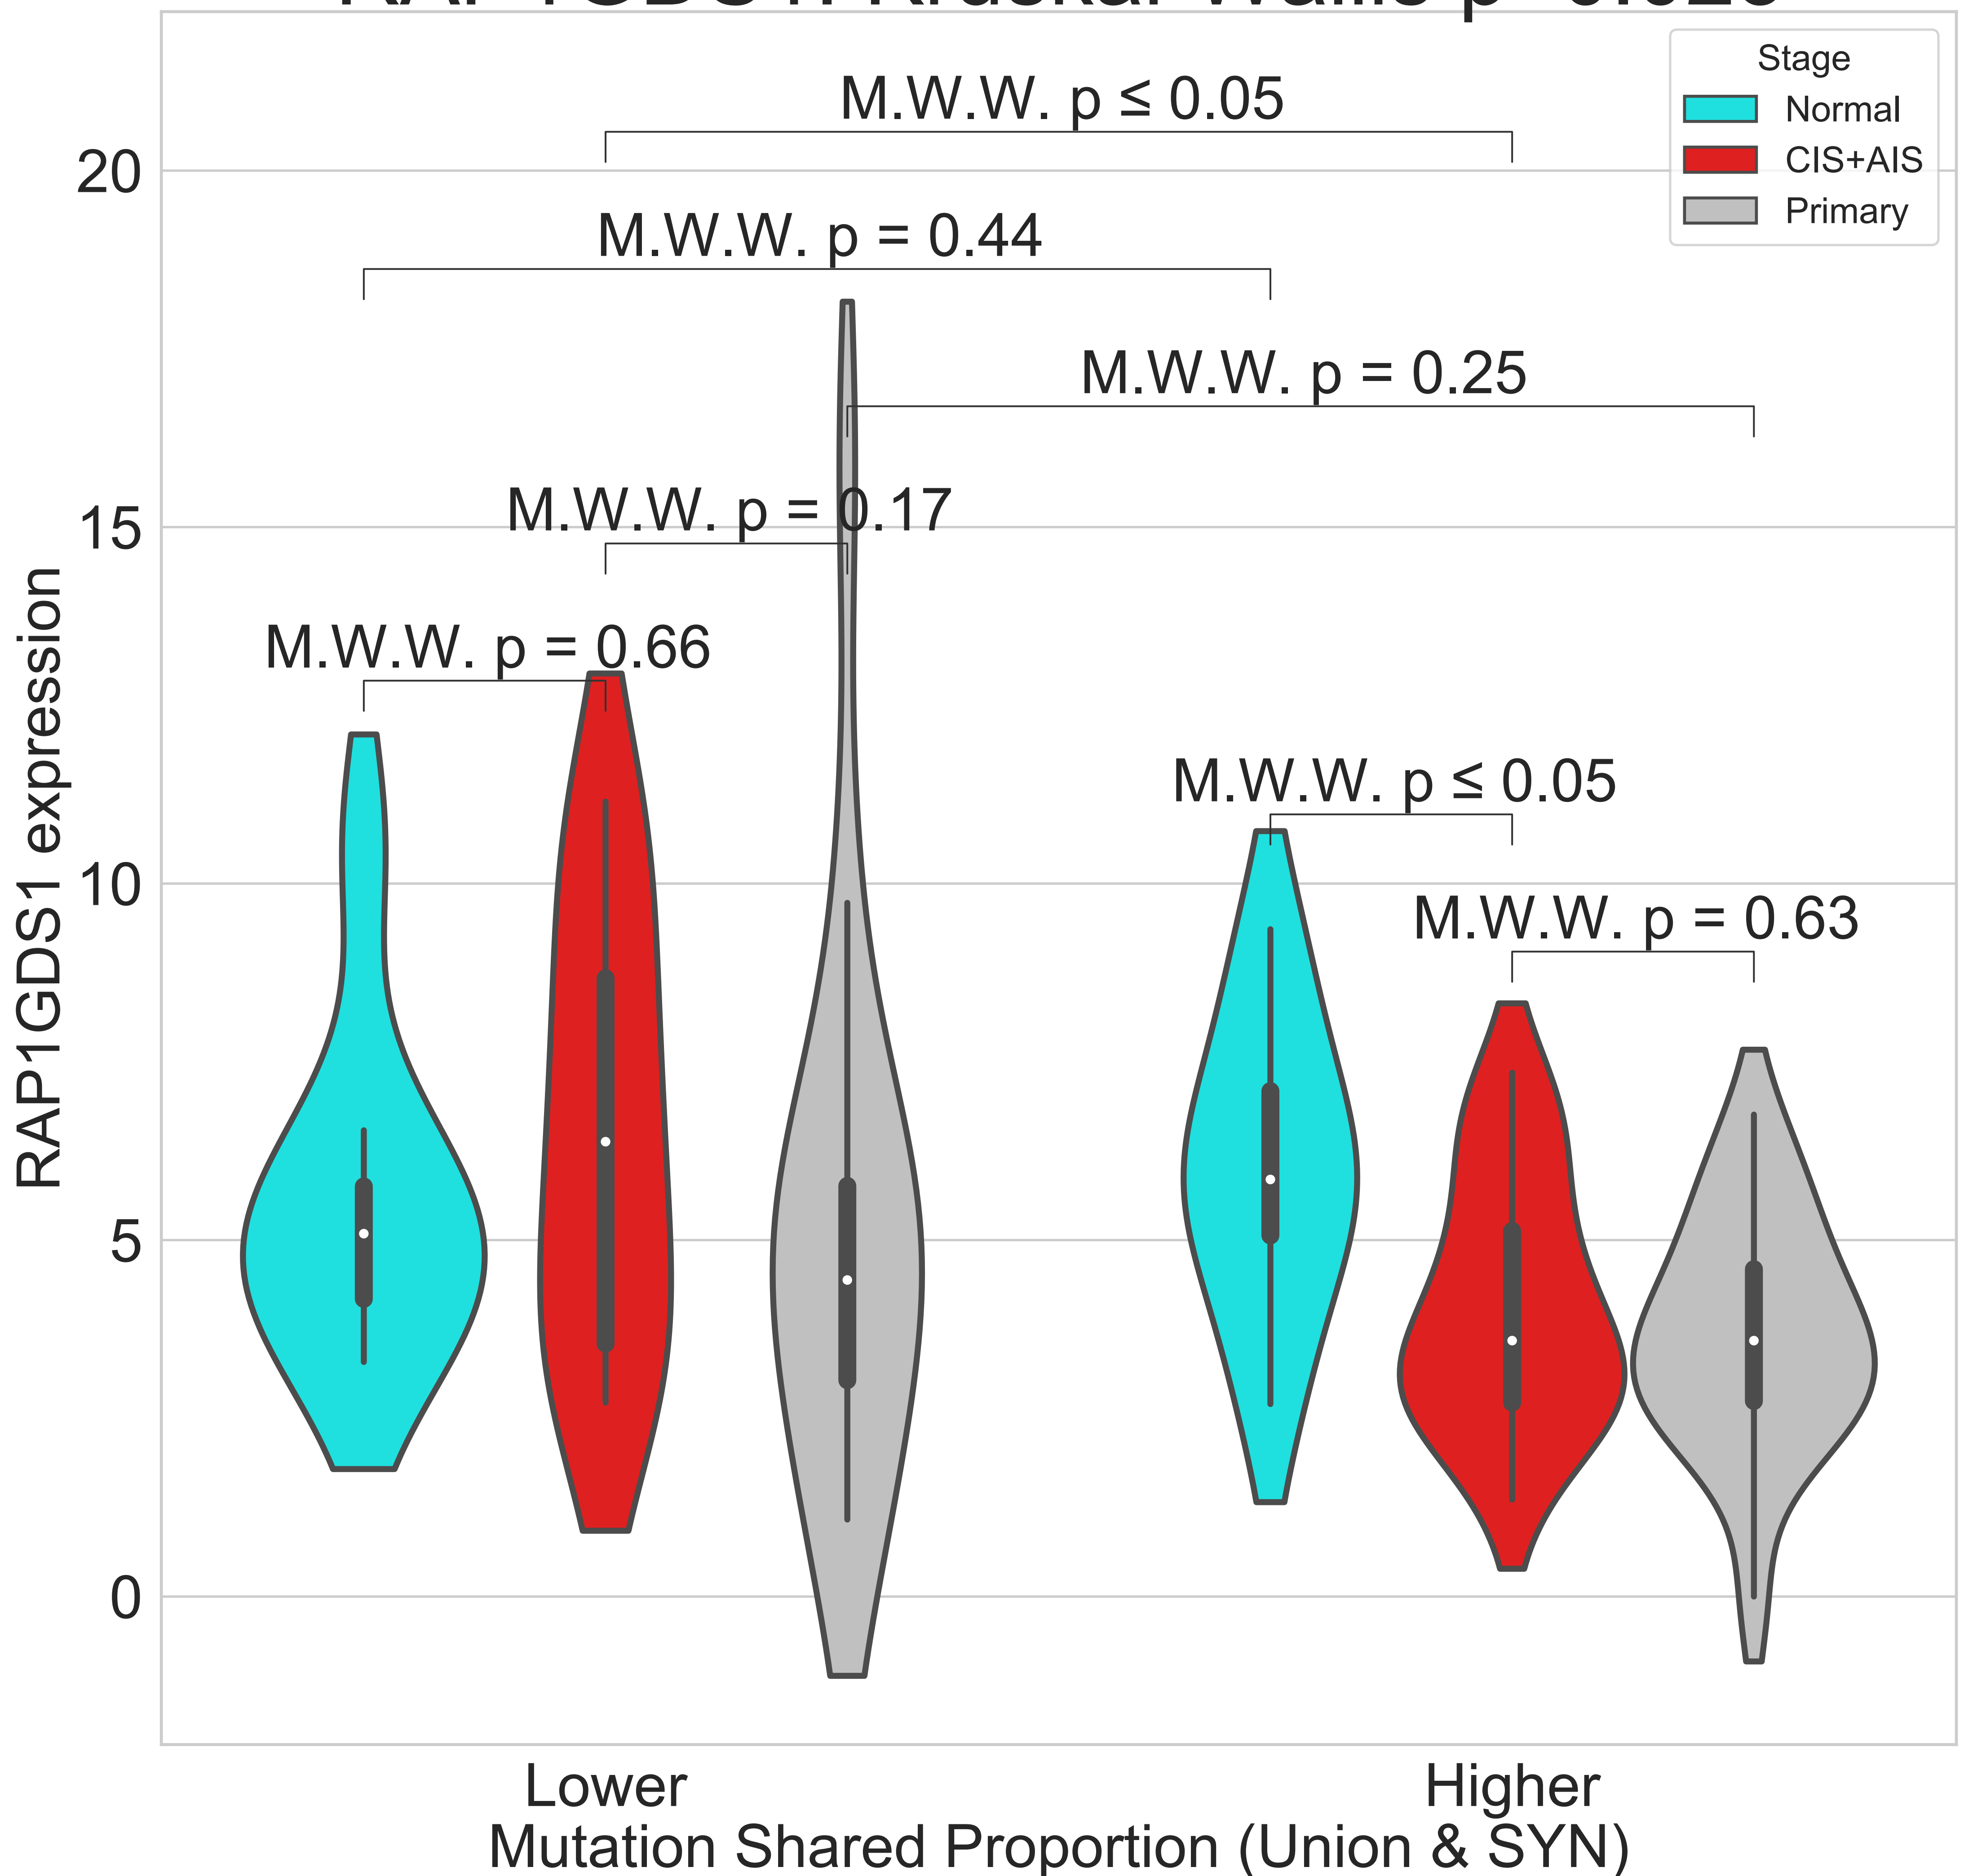 Stage
Normal
CIS+AIS
Primary
M.W.W. p ≤ 0.05
M.W.W. p = 0.44
M.W.W. p = 0.25
M.W.W. p = 0.17
M.W.W. p = 0.66
M.W.W. p ≤ 0.05
M.W.W. p = 0.63
20
15
10
5
0
RAP1GDS1 expression
Lower
Higher
Mutation Shared Proportion (Union & SYN)